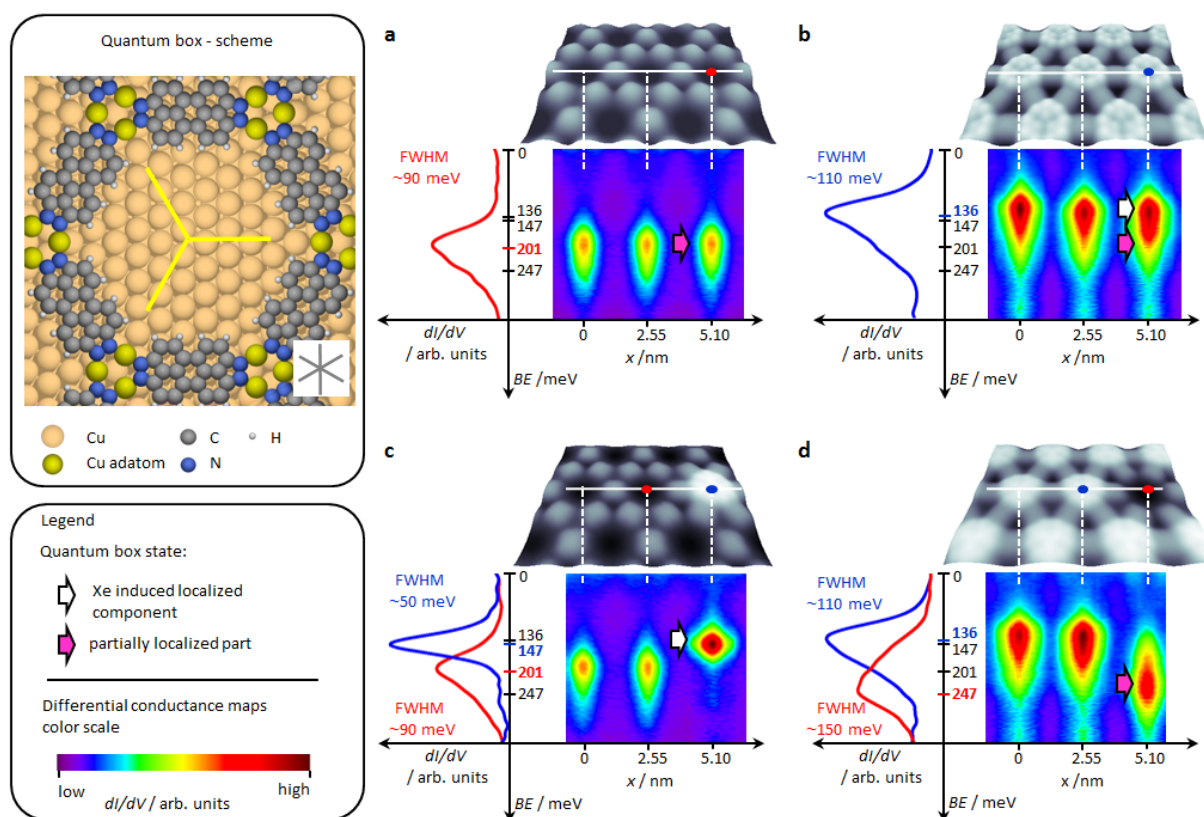 Quantum box - scheme
Cu
C
H
Cu adatom
N
Legend
Quantum box state:
Xe induced localized
component
partially localized part
Differential conductance maps
color scale
low
high
dI/dV / arb. units
a
FWHM
~90 meV
0
136
147
201
247
dI/dV
/ arb. units
0
2.55
5.10
x / nm
BE / meV
b
FWHM
~110 meV
0
136
147
201
247
dI/dV
/ arb. units
0
2.55
5.10
x / nm
BE / meV
c
FWHM
~50 meV
0
136
147
201
247
FWHM
~90 meV
dI/dV
/ arb. units
0
2.55
5.10
x / nm
BE / meV
d
FWHM
~110 meV
0
136
147
201
247
FWHM
~150 meV
dI/dV
/ arb. units
0
2.55
5.10
x / nm
BE / meV